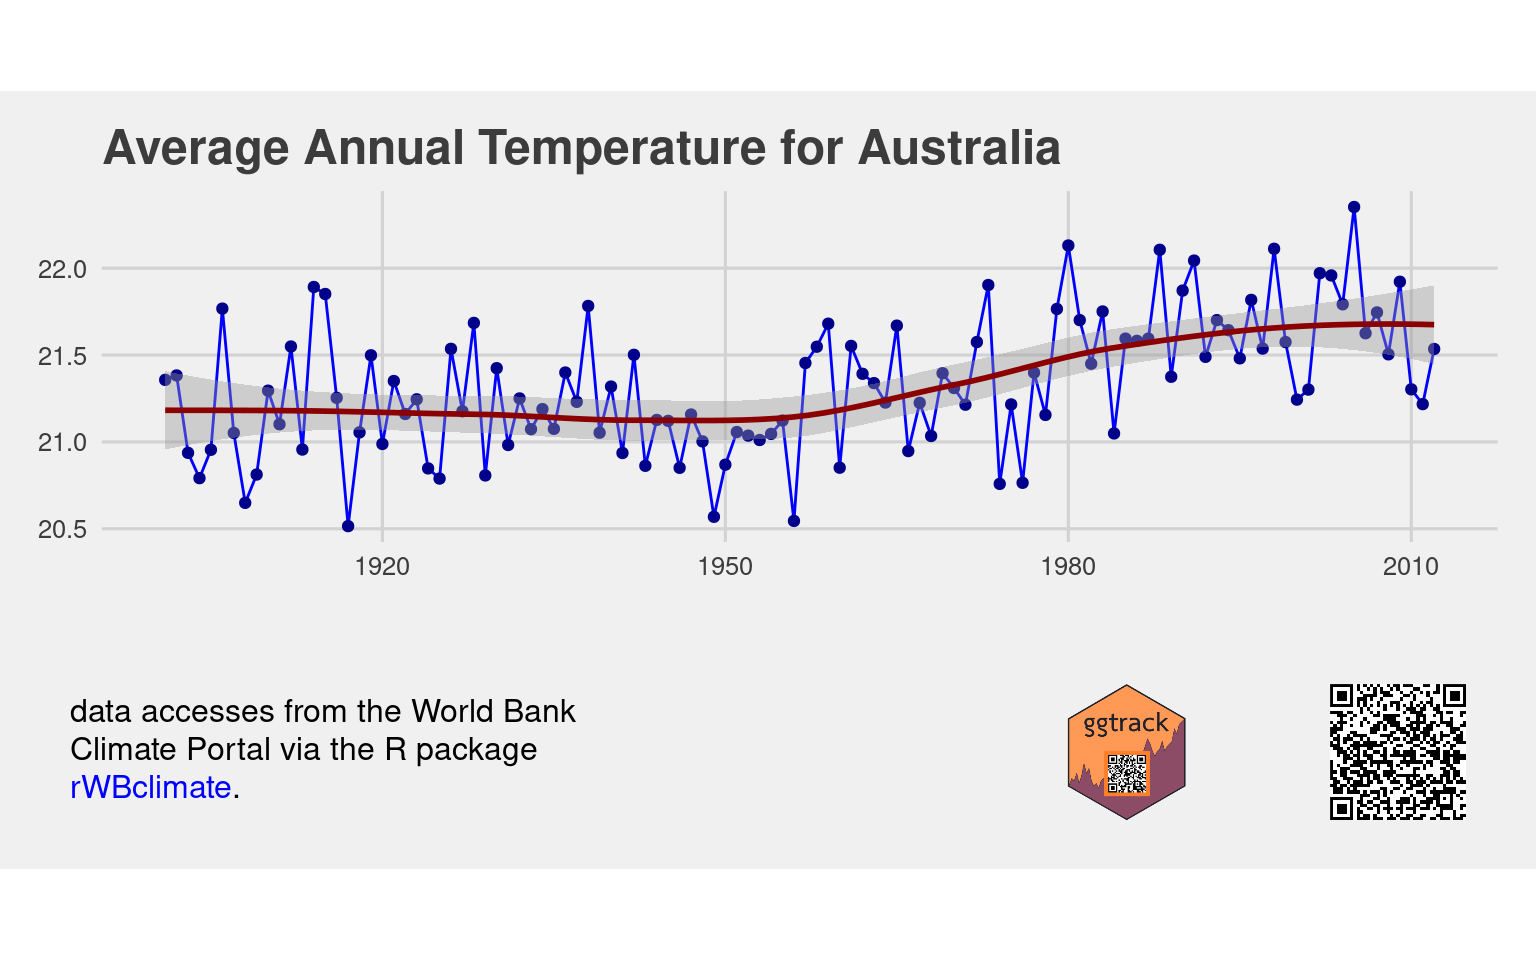 Average Annual Temperature for Australia
22.0
21.5
21.0
20.5
1920 1950 1980 2010
data accesses from the World Bank
Climate Portal via the R package
rWBclimate.
ggtrack